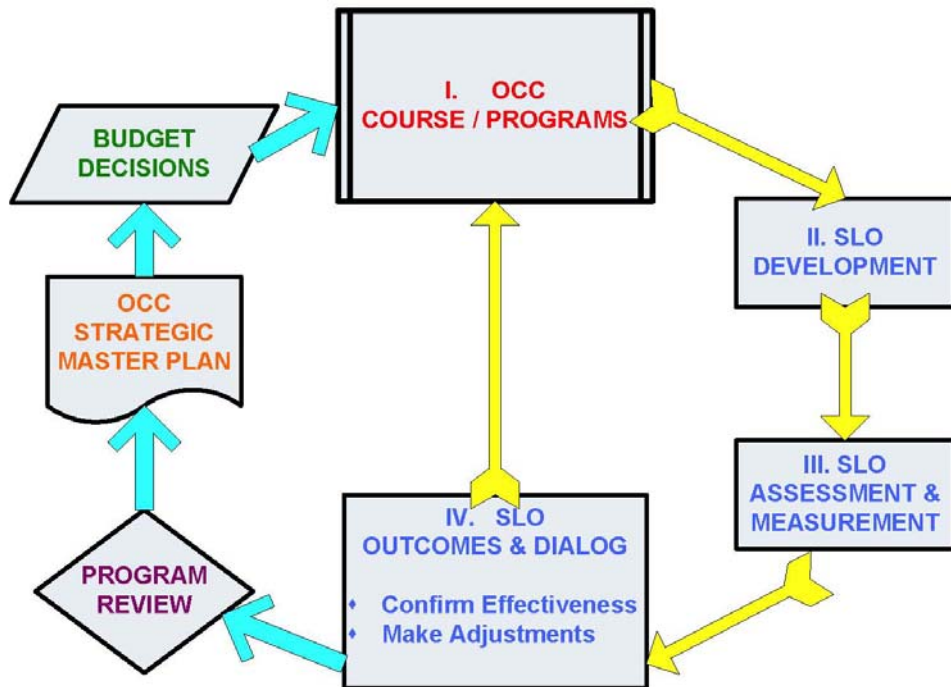 I. OCC
COURSE / PROGRAMS
BUDGET
DECISIONS
II. SLO
DEVELOPMENT
OCC
STRATEGIC
MASTER PLAN
III. SLO
ASSESSMENT &
MEASUREMENT
IV. SLO
OUTCOMES & DIALOG
♦ Confirm Effectiveness
♦ Make Adjustments
PROGRAM
REVIEW